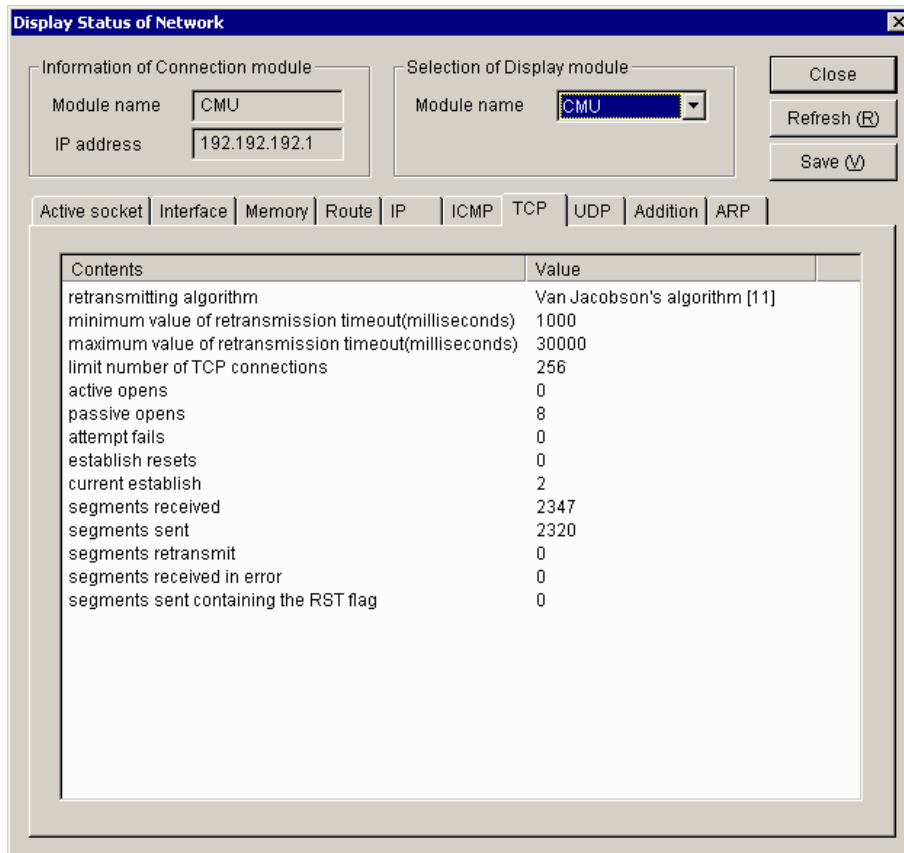 Display Status of Network
Information of Connection module
Module name CMU
IP address 192.192.192.1
Selection of Display module
Module name CMU
Close
Refresh (R)
Save (V)
Active socket Interface Memory Route IP ICMP TCP UDP Addition ARP
Contents Value
retransmitting algorithm Van Jacobson's algorithm [11]
minimum value of retransmission timeout(milliseconds) 1000
maximum value of retransmission timeout(milliseconds) 30000
limit number of TCP connections 256
active opens 0
passive opens 8
attempt fails 0
establish resets 0
current establish 2
segments received 2347
segments sent 2320
segments retransmit 0
segments received in error 0
segments sent containing the RST flag 0